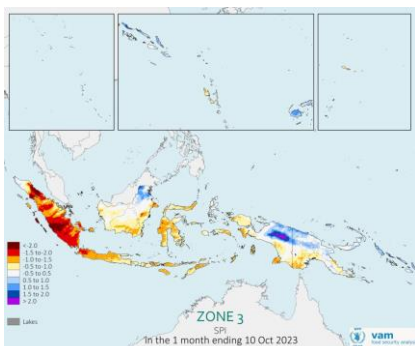 < -2.0
-1.5 to -2.0
-1.0 to -1.5
-0.5 to -1.0
-0.5 to 0.5
0.5 to 1.0
1.0 to 1.5
1.5 to 2.0
> 2.0
Lakes
ZONE 3
SPI
In the 1 month ending 10 Oct 2023
vam
food security analysis